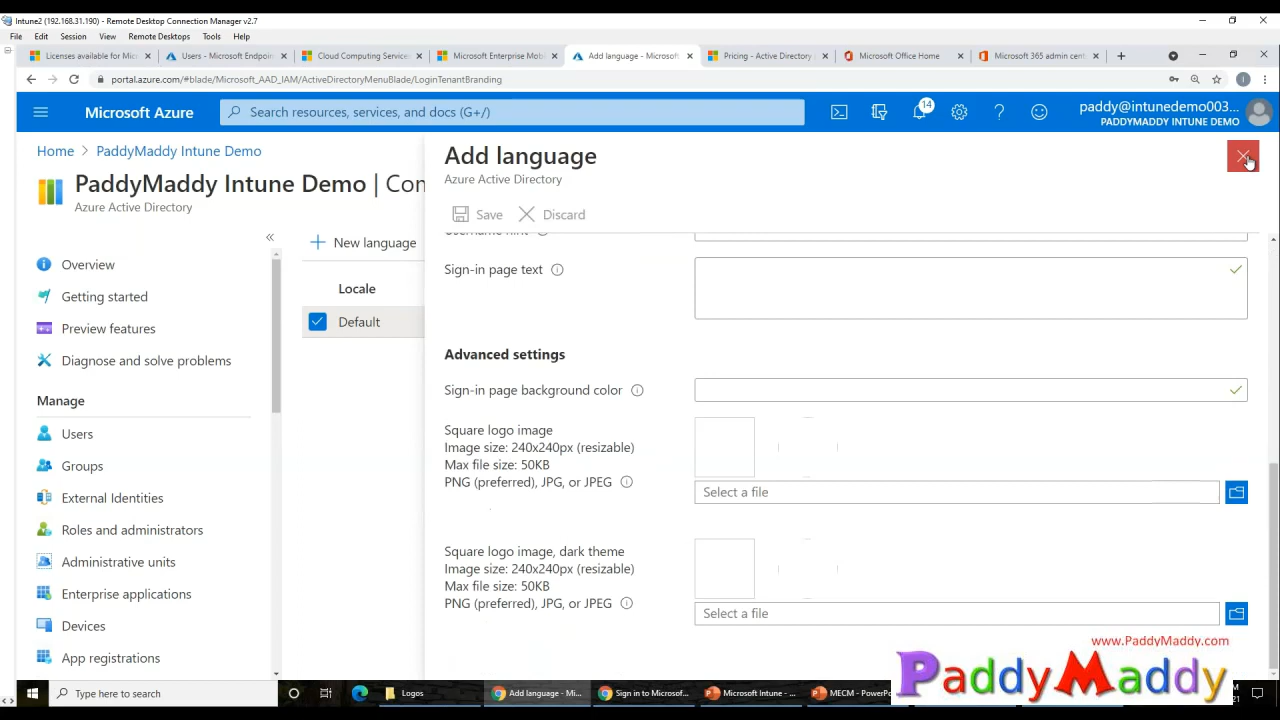 Intune2 (192.168.31.190) - Remote Desktop Connection Manager v2.7
File Edit Session View Remote Desktops Tools Help
Licenses available for Micr
Users - Microsoft Endpoin
Cloud Computing Service
Microsoft Enterprise Mob
Add language - Microsof
Pricing - Active Directory
Microsoft Office Home
Microsoft 365 admin cent
portal.azure.com/#blade/Microsoft_AAD_IAM/ActiveDirectoryMenuBlade/LoginTenantBranding
I
Microsoft Azure
Search resources, services, and docs (G+/)
14
paddy@intunedemo003...
PADDYMADDY INTUNE DEMO
Home > PaddyMaddy Intune Demo
PaddyMaddy Intune Demo | Con
Azure Active Directory
«
Overview
Getting started
Preview features
Diagnose and solve problems
Manage
Users
Groups
External Identities
Roles and administrators
Administrative units
Enterprise applications
Devices
App registrations
+ New language
Locale
Default
Add language
Azure Active Directory
Save
Discard
Sign-in page text
Advanced settings
Sign-in page background color
Square logo image
Image size: 240x240px (resizable)
Max file size: 50KB
PNG (preferred), JPG, or JPEG
Select a file
Square logo image, dark theme
Image size: 240x240px (resizable)
Max file size: 50KB
PNG (preferred), JPG, or JPEG
Select a file
www.PaddyMaddy.com
PaddyMaddy
Type here to search
Logos
Add language - Mi...
Sign in to Microsof...
Microsoft Intune - ...
MECM - PowerPo